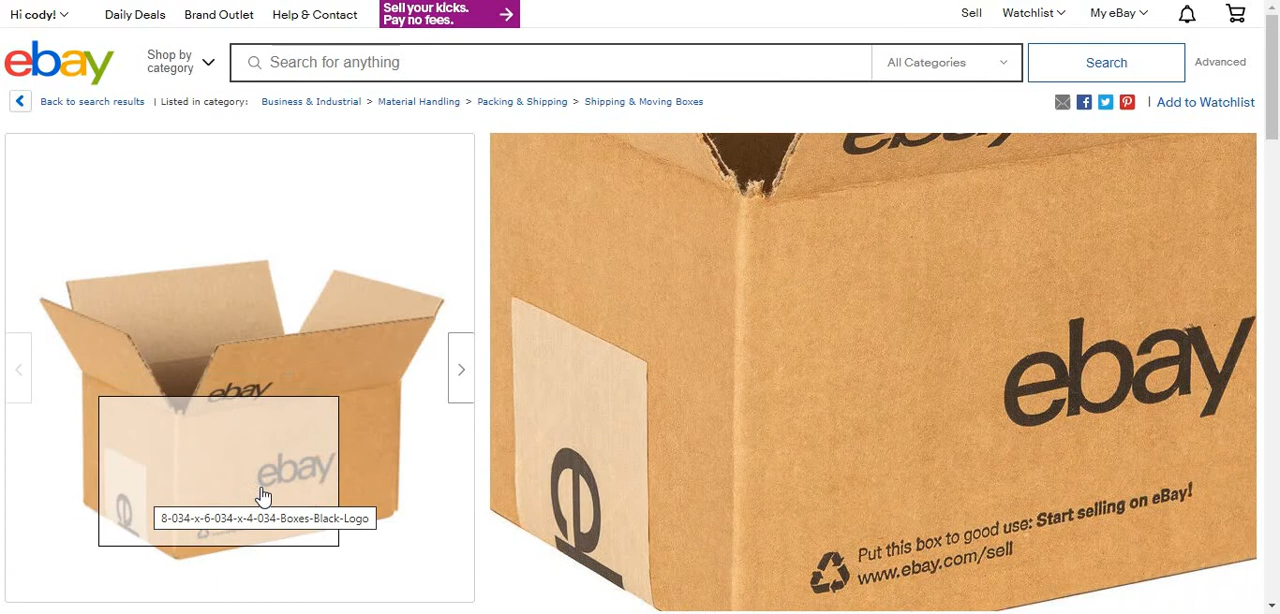 Hi cody! Daily Deals Brand Outlet Help & Contact Sell your kicks. Pay no fees. Sell Watchlist My eBay
ebay Shop by category Search for anything All Categories Search Advanced
Back to search results | Listed in category: Business & Industrial > Material Handling > Packing & Shipping > Shipping & Moving Boxes | Add to Watchlist
ebay
ebay
8-034-x-6-034-x-4-034-Boxes-Black-Logo
ebay
ebay
Put this box to good use: Start selling on eBay!
www.ebay.com/sell